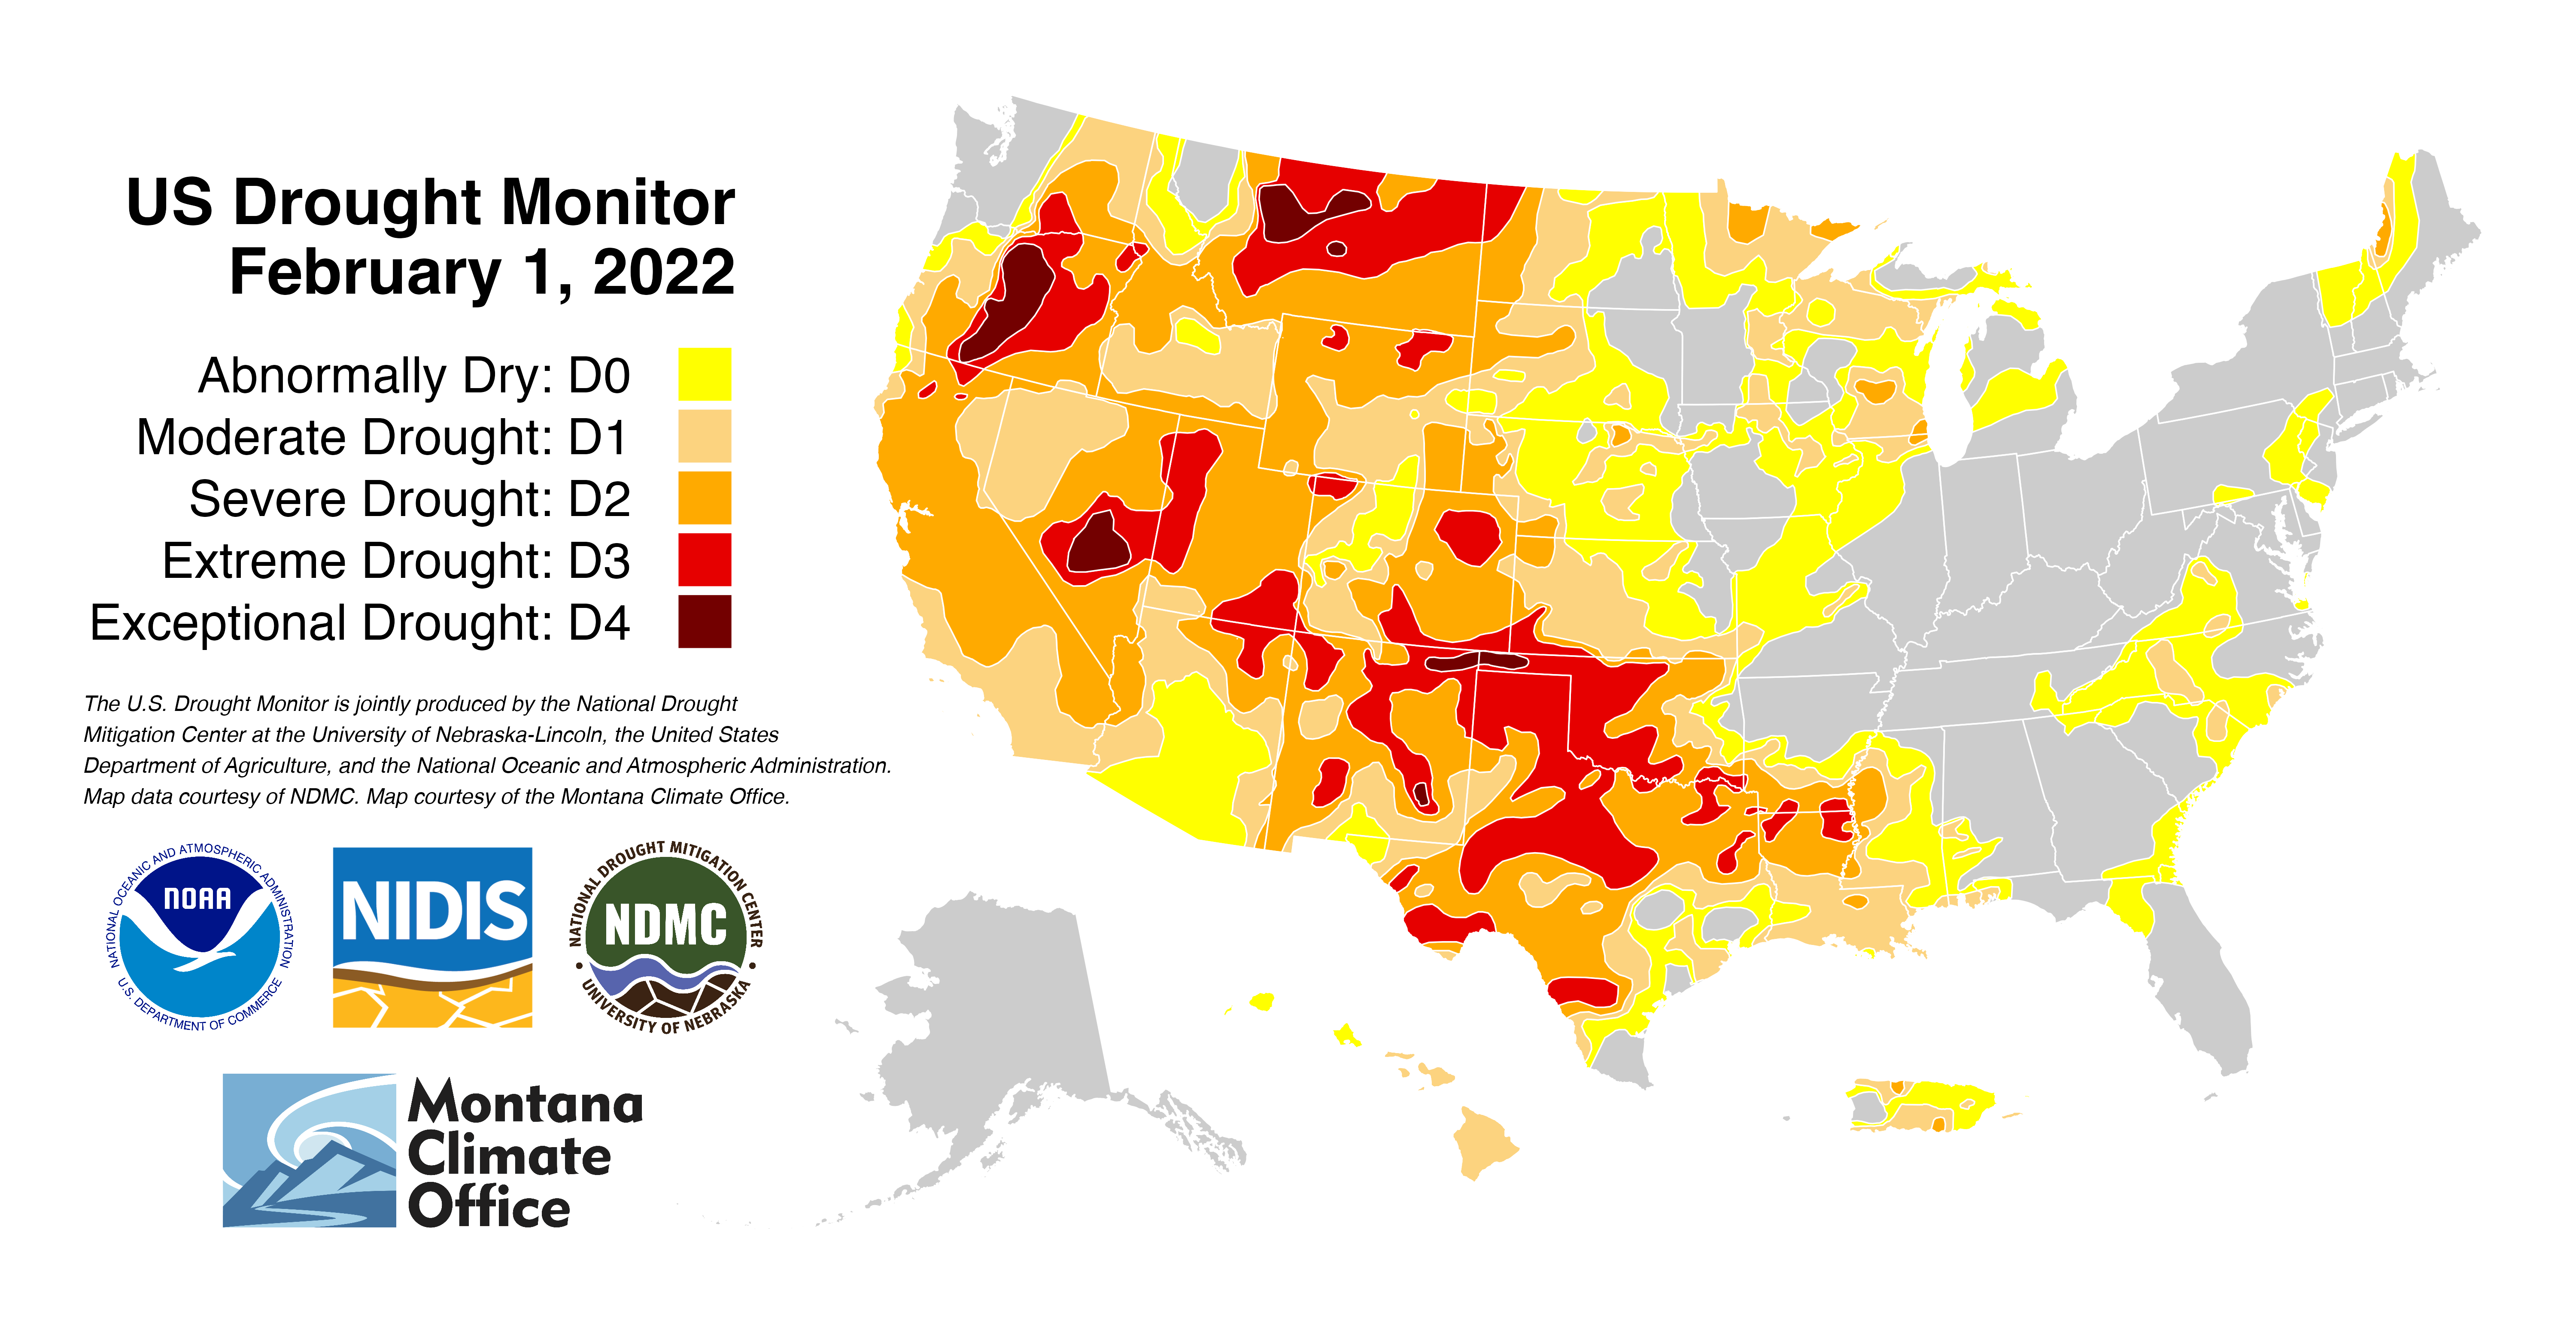 US Drought Monitor
February 1, 2022
Abnormally Dry: D0
Moderate Drought: D1
Severe Drought: D2
Extreme Drought: D3
Exceptional Drought: D4
The U.S. Drought Monitor is jointly produced by the National Drought
Mitigation Center at the University of Nebraska-Lincoln, the United States
Department of Agriculture, and the National Oceanic and Atmospheric Administration.
Map data courtesy of NDMC. Map courtesy of the Montana Climate Office.
NATIONAL OCEANIC AND ATMOSPHERIC ADMINISTRATION
NOAA
U.S. DEPARTMENT OF COMMERCE
NIDIS
NATIONAL DROUGHT MITIGATION CENTER
NDMC
UNIVERSITY OF NEBRASKA
Montana
Climate
Office